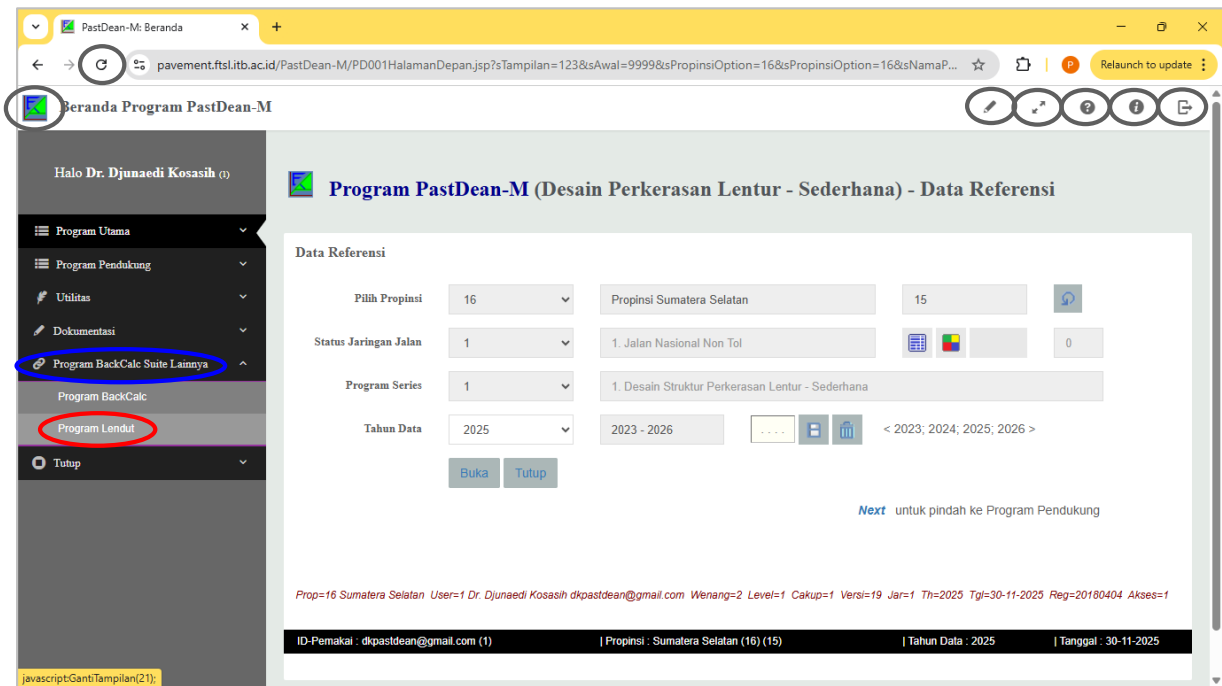 PastDean-M: Beranda
pavement.ftsl.itb.ac.id/PastDean-M/PD001HalamanDepan.jsp?sTampilan=123&sAwal=9999&sPropinsiOption=16&sPropinsiOption=16&sNamaP...
P
Relaunch to update
Beranda Program PastDean-M
Halo Dr. Djunaedi Kosasih (1)
Program Utama
Program Pendukung
Utilitas
Dokumentasi
Program BackCalc Suite Lainnya
Program BackCalc
Program Lendut
Tutup
Program PastDean-M (Desain Perkerasan Lentur - Sederhana) - Data Referensi
Data Referensi
Pilih Propinsi 16 Propinsi Sumatera Selatan 15
Status Jaringan Jalan 1 1. Jalan Nasional Non Tol 0
Program Series 1 1. Desain Struktur Perkerasan Lentur - Sederhana
Tahun Data 2025 2023 - 2026 .... < 2023; 2024; 2025; 2026 >
Buka Tutup
Next untuk pindah ke Program Pendukung
Prop=16 Sumatera Selatan User=1 Dr. Djunaedi Kosasih dkpastdean@gmail.com Wenang=2 Level=1 Cakup=1 Versi=19 Jar=1 Th=2025 Tgl=30-11-2025 Reg=20180404 Akses=1
ID-Pemakai : dkpastdean@gmail.com (1) | Propinsi : Sumatera Selatan (16) (15) | Tahun Data : 2025 | Tanggal : 30-11-2025
javascript:GantiTampilan(21);